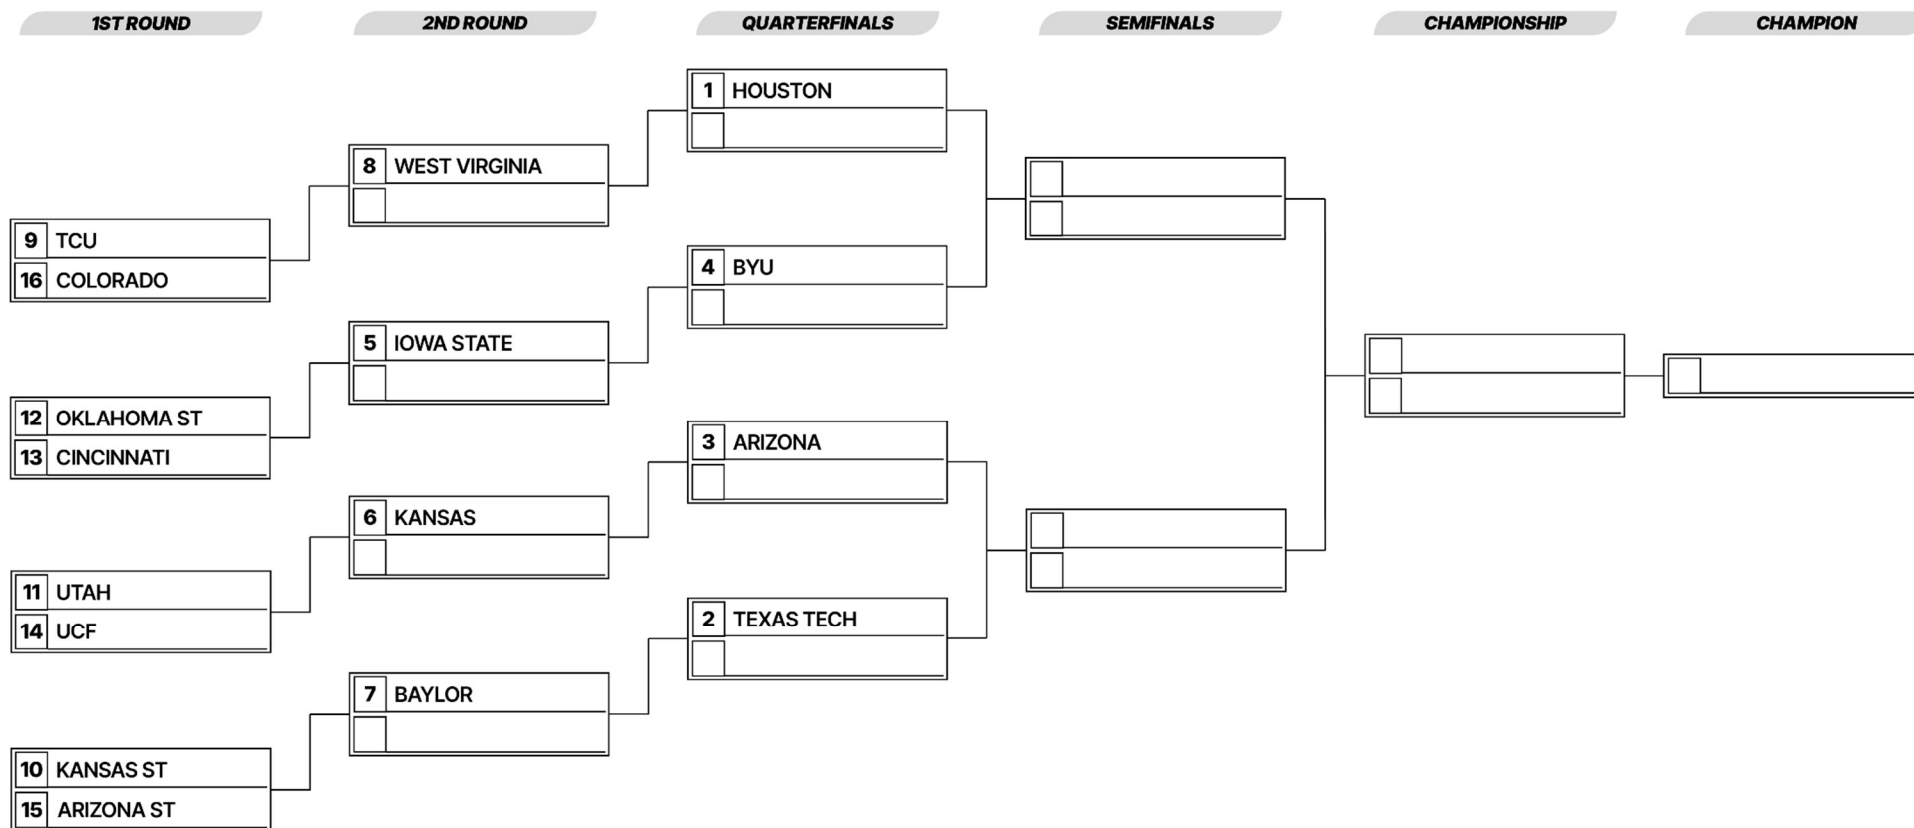 1ST ROUND
2ND ROUND
QUARTERFINALS
SEMIFINALS
CHAMPIONSHIP
CHAMPION
9 TCU
16 COLORADO
12 OKLAHOMA ST
13 CINCINNATI
11 UTAH
14 UCF
10 KANSAS ST
15 ARIZONA ST
8 WEST VIRGINIA
5 IOWA STATE
6 KANSAS
7 BAYLOR
1 HOUSTON
4 BYU
3 ARIZONA
2 TEXAS TECH